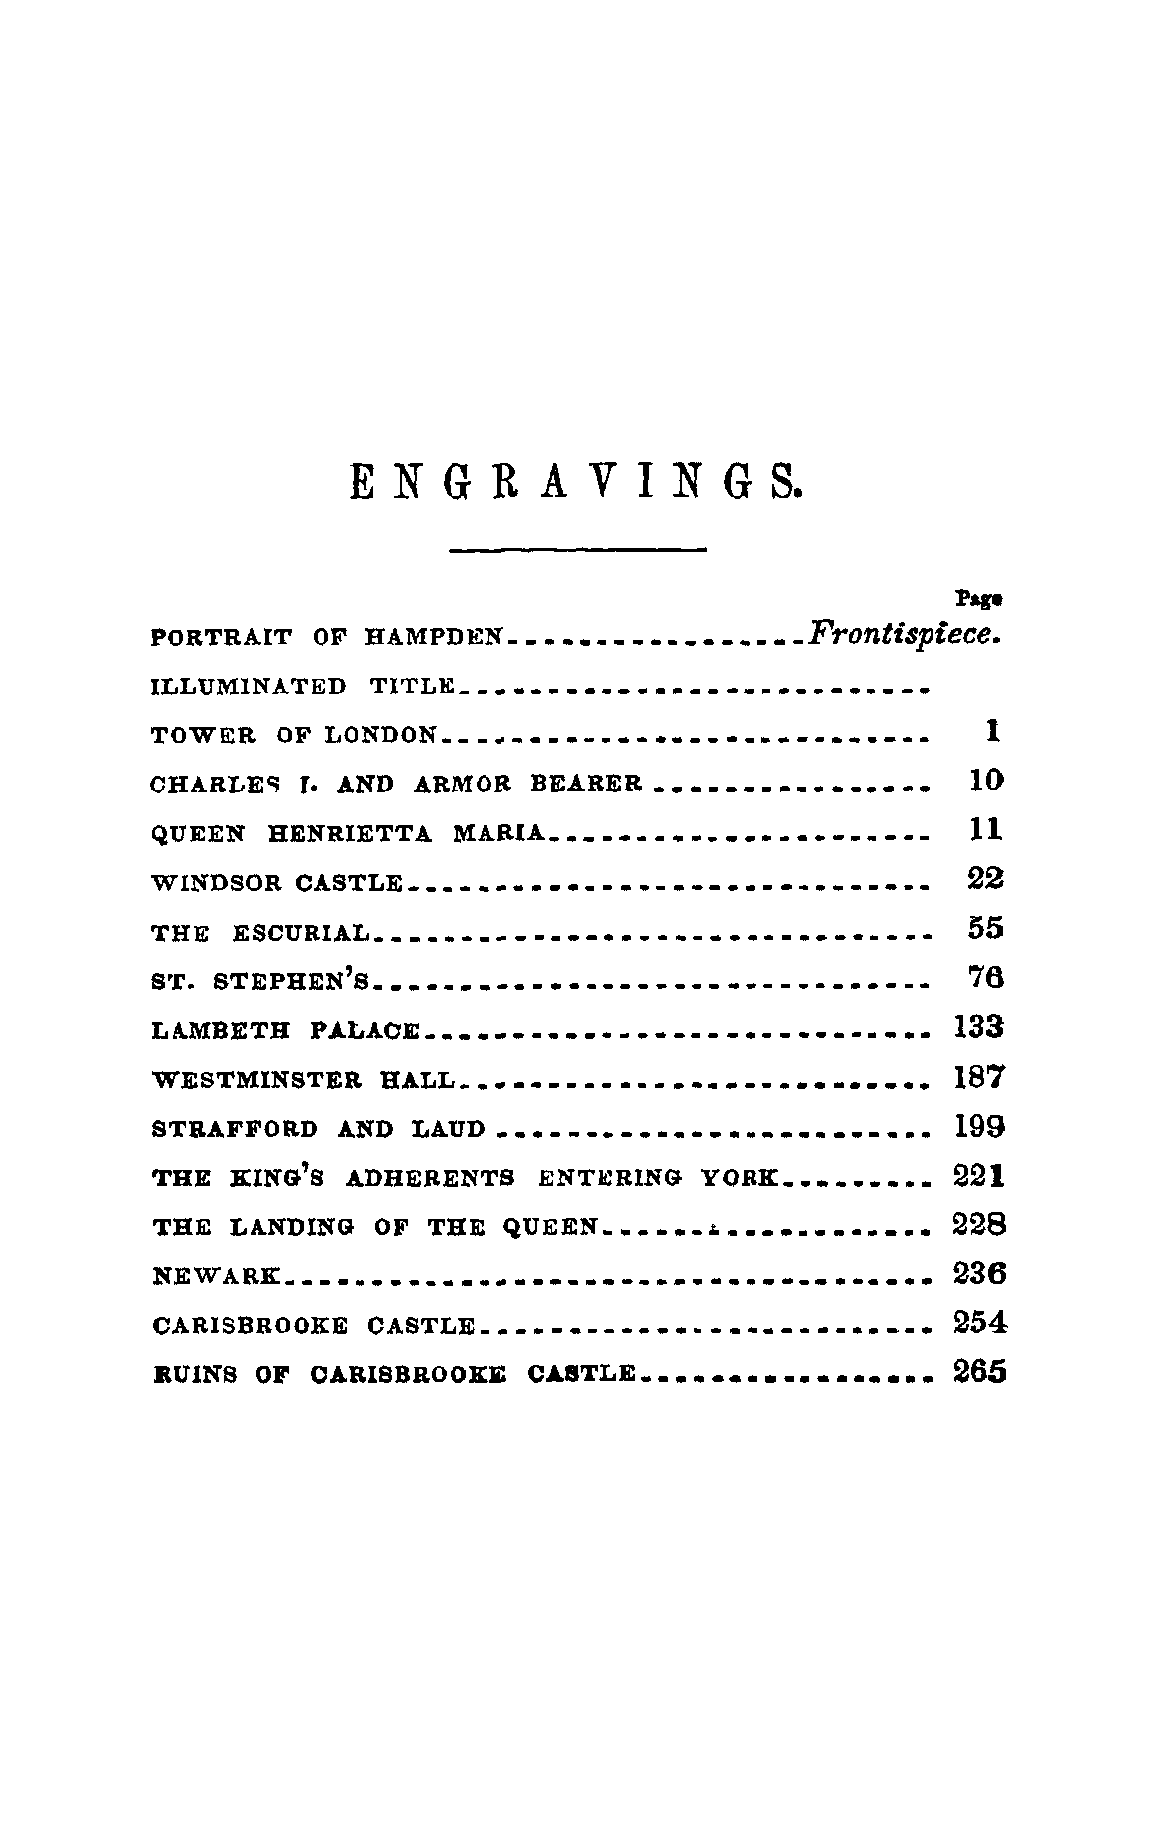 ENGRAVINGS.
Page
PORTRAIT OF HAMPDEN Frontispiece.
ILLUMINATED TITLE
TOWER OF LONDON 1
CHARLES I. AND ARMOR BEARER 10
QUEEN HENRIETTA MARIA 11
WINDSOR CASTLE 22
THE ESCURIAL 55
ST. STEPHEN'S 76
LAMBETH PALACE 133
WESTMINSTER HALL 187
STRAFFORD AND LAUD 199
THE KING'S ADHERENTS ENTERING YORK 221
THE LANDING OF THE QUEEN 228
NEWARK 236
CARISBROOKE CASTLE 254
RUINS OF CARISBROOKE CASTLE 265